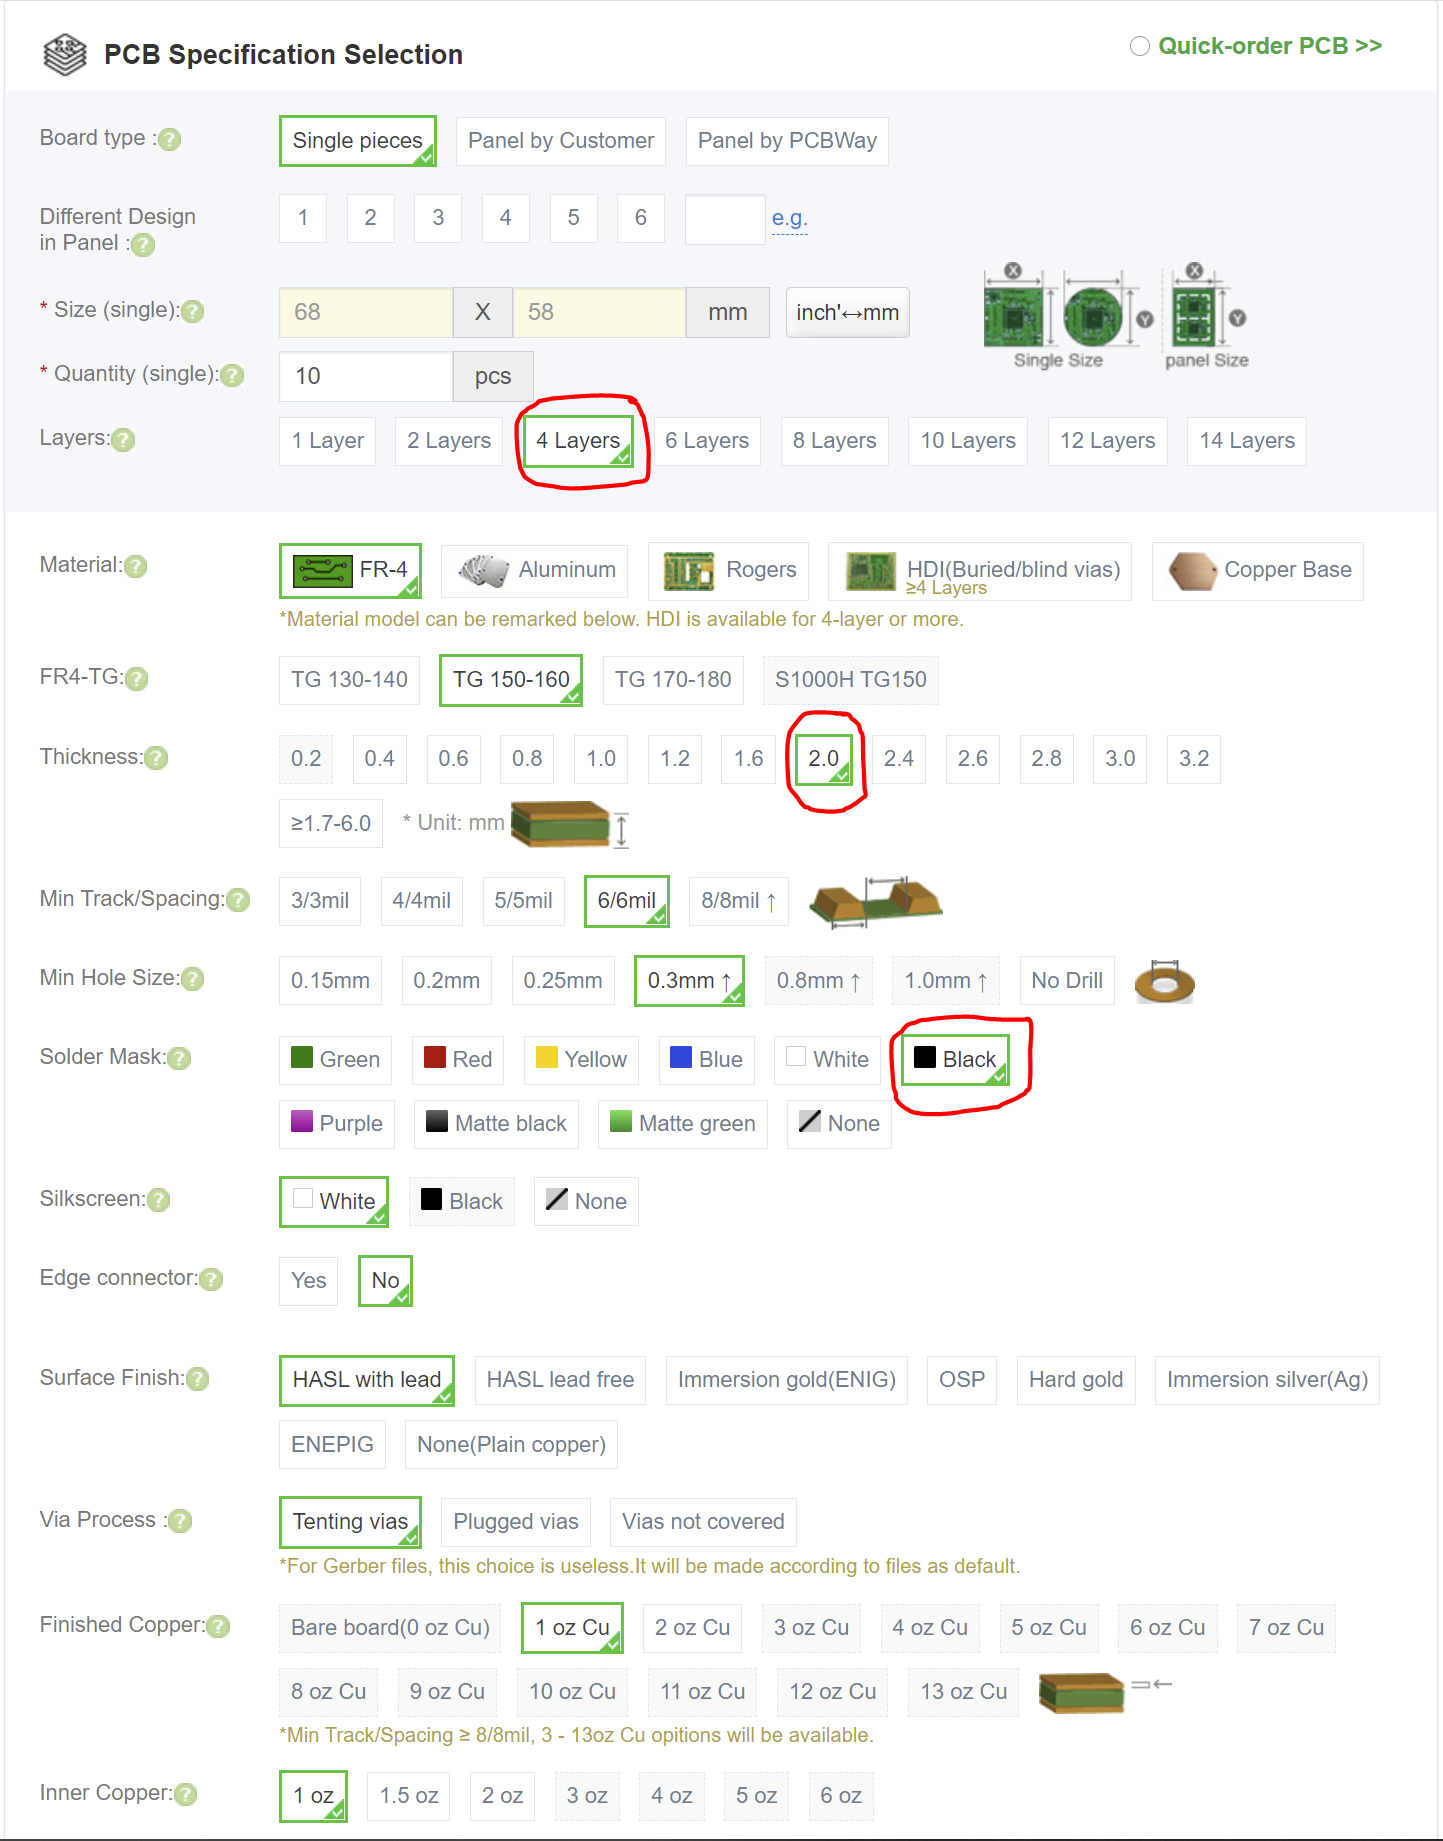 PCB Specification Selection
Quick-order PCB >>
Board type :?
Single pieces
Panel by Customer
Panel by PCBWay
Different Design
in Panel :?
1
2
3
4
5
6
e.g.
* Size (single):?
68
X
58
mm
inch'↔mm
X
Y
X
Y
Single Size
panel Size
* Quantity (single):?
10
pcs
Layers:?
1 Layer
2 Layers
4 Layers
6 Layers
8 Layers
10 Layers
12 Layers
14 Layers
Material:?
FR-4
Aluminum
Rogers
HDI(Buried/blind vias)
≥4 Layers
Copper Base
*Material model can be remarked below. HDI is available for 4-layer or more.
FR4-TG:?
TG 130-140
TG 150-160
TG 170-180
S1000H TG150
Thickness:?
0.2
0.4
0.6
0.8
1.0
1.2
1.6
2.0
2.4
2.6
2.8
3.0
3.2
≥1.7-6.0
* Unit: mm
Min Track/Spacing:?
3/3mil
4/4mil
5/5mil
6/6mil
8/8mil ↑
Min Hole Size:?
0.15mm
0.2mm
0.25mm
0.3mm ↑
0.8mm ↑
1.0mm ↑
No Drill
Solder Mask:?
Green
Red
Yellow
Blue
White
Black
Purple
Matte black
Matte green
None
Silkscreen:?
White
Black
None
Edge connector:?
Yes
No
Surface Finish:?
HASL with lead
HASL lead free
Immersion gold(ENIG)
OSP
Hard gold
Immersion silver(Ag)
ENEPIG
None(Plain copper)
Via Process :?
Tenting vias
Plugged vias
Vias not covered
*For Gerber files, this choice is useless.It will be made according to files as default.
Finished Copper:?
Bare board(0 oz Cu)
1 oz Cu
2 oz Cu
3 oz Cu
4 oz Cu
5 oz Cu
6 oz Cu
7 oz Cu
8 oz Cu
9 oz Cu
10 oz Cu
11 oz Cu
12 oz Cu
13 oz Cu
*Min Track/Spacing ≥ 8/8mil, 3 - 13oz Cu opitions will be available.
Inner Copper:?
1 oz
1.5 oz
2 oz
3 oz
4 oz
5 oz
6 oz